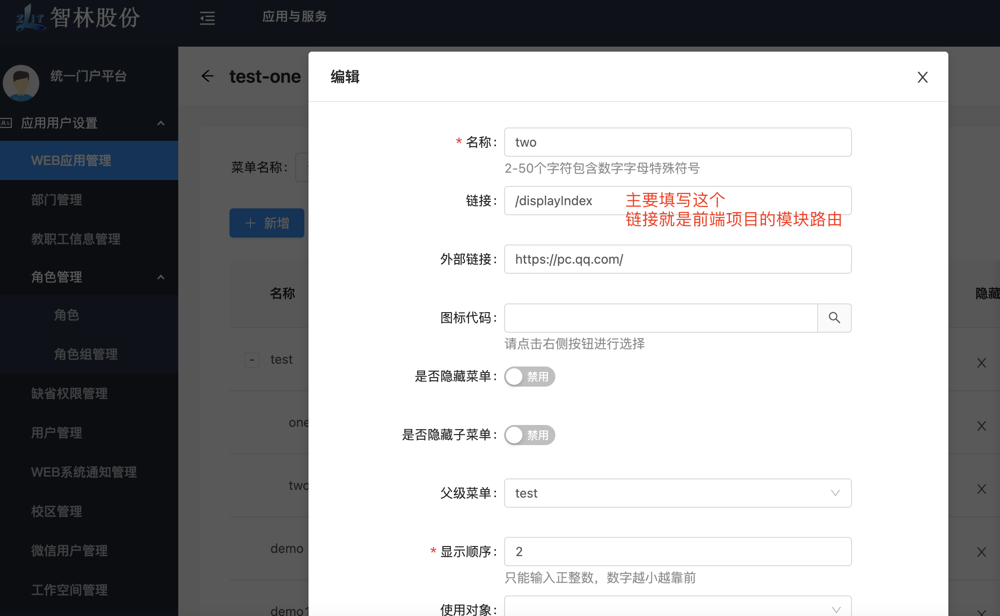 ZLIT 智林股份
应用与服务
统一门户平台
应用用户设置
WEB应用管理
部门管理
教职工信息管理
角色管理
角色
角色组管理
缺省权限管理
用户管理
WEB系统通知管理
校区管理
微信用户管理
工作空间管理
test-one
菜单名称:
+ 新增
名称
隐藏
- test
one
two
demo
demo1
编辑
X
* 名称: two
2-50个字符包含数字字母特殊符号
链接: /displayIndex
主要填写这个
链接就是前端项目的模块路由
外部链接: https://pc.qq.com/
图标代码:
请点击右侧按钮进行选择
是否隐藏菜单: 禁用
是否隐藏子菜单: 禁用
父级菜单: test
* 显示顺序: 2
只能输入正整数，数字越小越靠前
使用对象: